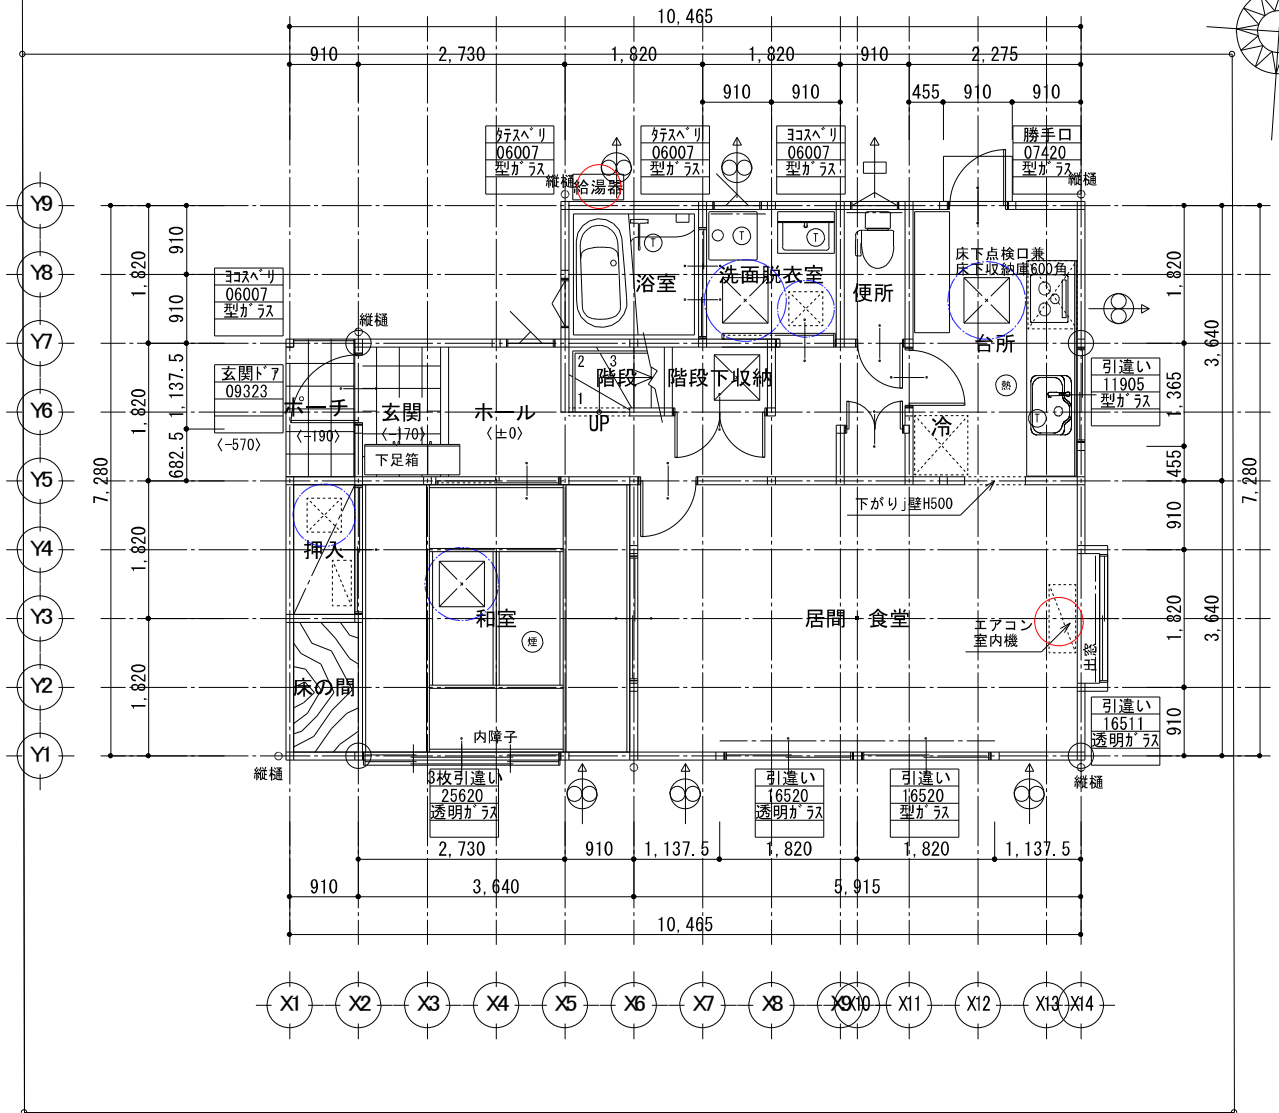 10,465
910
2,730
1,820
1,820
910
2,275
910
910
455
910
910
ﾀﾃｽﾍﾞﾘ
06007
型ｶﾞﾗｽ
ﾀﾃｽﾍﾞﾘ
06007
型ｶﾞﾗｽ
ﾖｺｽﾍﾞﾘ
06007
型ｶﾞﾗｽ
勝手口
07420
型ｶﾞﾗｽ
縦樋
給湯器
縦樋
Y9
Y8
Y7
Y6
Y5
Y4
Y3
Y2
Y1
7,280
1,820
1,820
1,820
1,820
910
910
1,137.5
682.5
ﾖｺｽﾍﾞﾘ
06007
型ｶﾞﾗｽ
縦樋
玄関ﾄﾞｱ
09323
〈-570〉
ポーチ
〈-190〉
玄関
〈-170〉
下足箱
ホール
〈±0〉
浴室
T
洗面脱衣室
T
T
便所
床下点検口兼
床下収納庫600角
台所
熱
T
冷
階段
1
2
3
UP
階段下収納
下がり壁H500
押入
床の間
和室
煙
内障子
居間・食堂
エアコン
室内機
出窓
引違い
11905
型ｶﾞﾗｽ
引違い
16511
透明ｶﾞﾗｽ
1,820
1,365
455
910
1,820
910
3,640
3,640
7,280
縦樋
縦樋
3枚引違い
25620
透明ｶﾞﾗｽ
引違い
16520
透明ｶﾞﾗｽ
引違い
16520
型ｶﾞﾗｽ
2,730
910
1,137.5
1,820
1,820
1,137.5
910
3,640
5,915
10,465
X1
X2
X3
X4
X5
X6
X7
X8
X9
X10
X11
X12
X13
X14